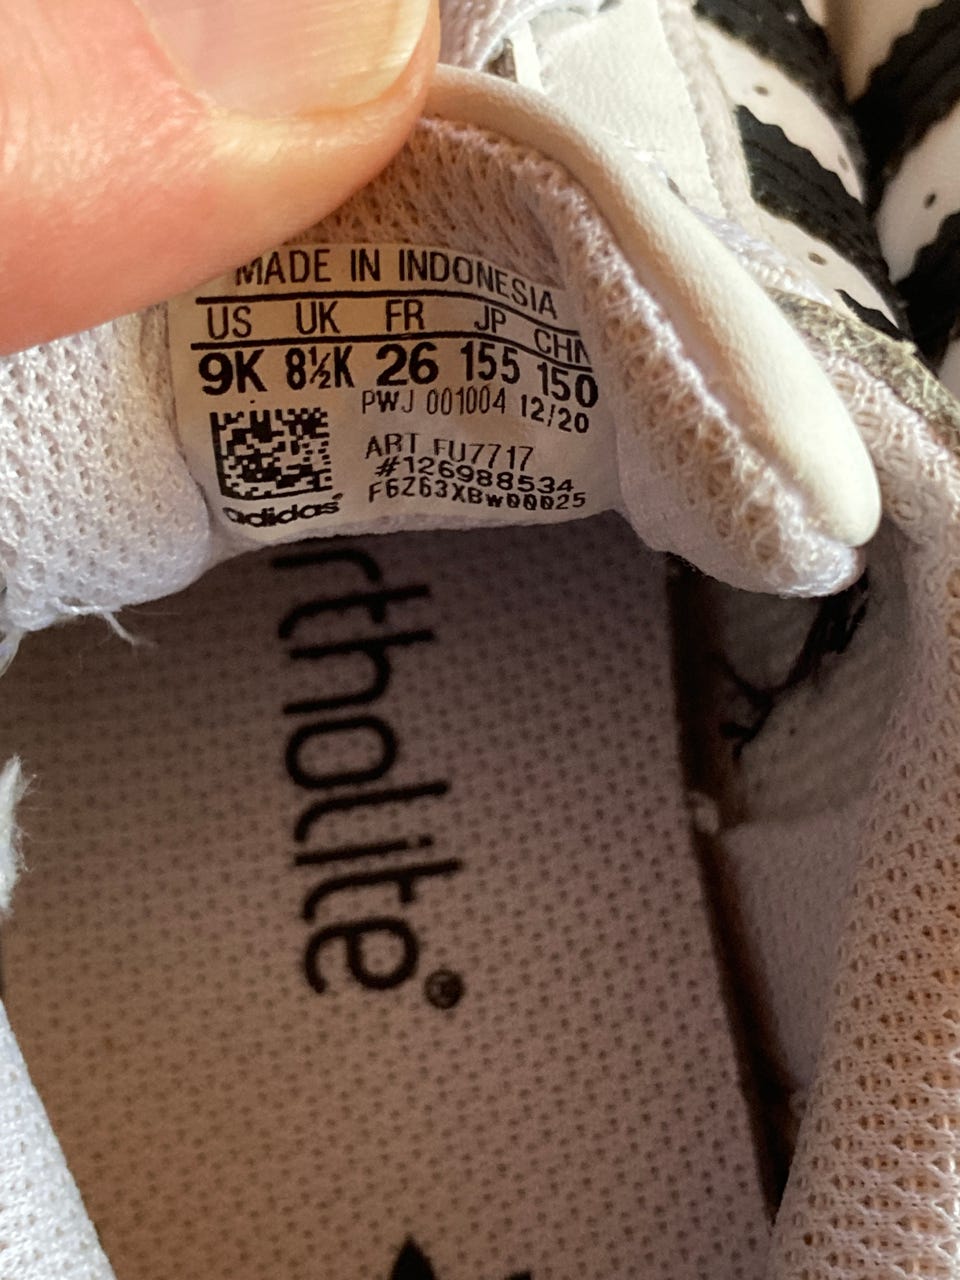 MADE IN INDONESIA
US UK FR JP CHN
9K 8½K 26 155 150
PWJ 001004 12/20
ART FU7717
#126988534
F6Z63XBW00025
adidas®
rtholite®